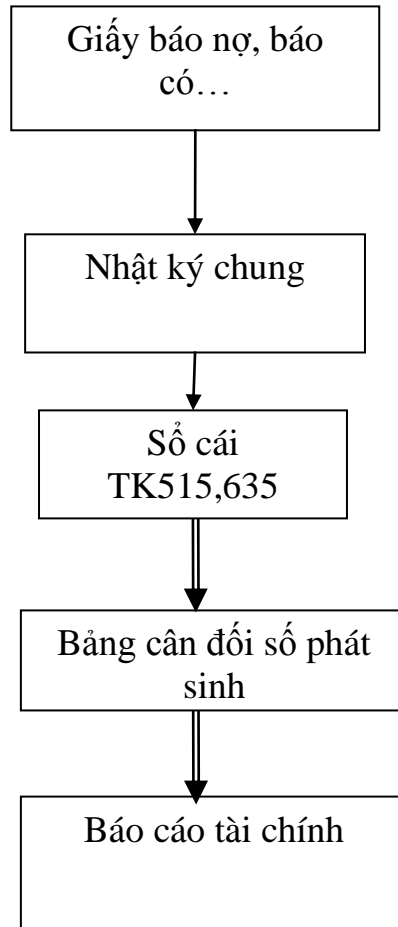 Giấy báo nợ, báo
có…
Nhật ký chung
Sổ cái
TK515,635
Bảng cân đối số phát
sinh
Báo cáo tài chính